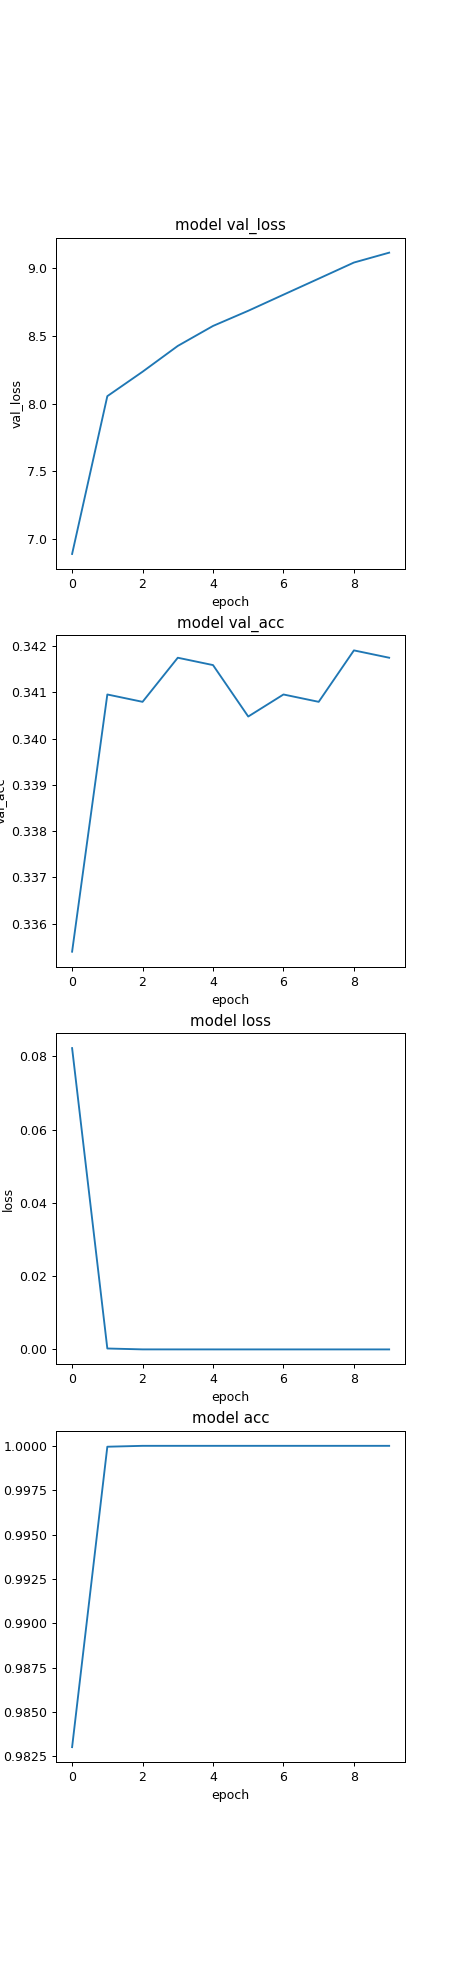 model val_loss
9.0
8.5
8.0
7.5
7.0
val_loss
0 2 4 6 8
epoch
model val_acc
0.342
0.341
0.340
0.339
0.338
0.337
0.336
val_acc
0 2 4 6 8
epoch
model loss
0.08
0.06
0.04
0.02
0.00
loss
0 2 4 6 8
epoch
model acc
1.0000
0.9975
0.9950
0.9925
0.9900
0.9875
0.9850
0.9825
0 2 4 6 8
epoch